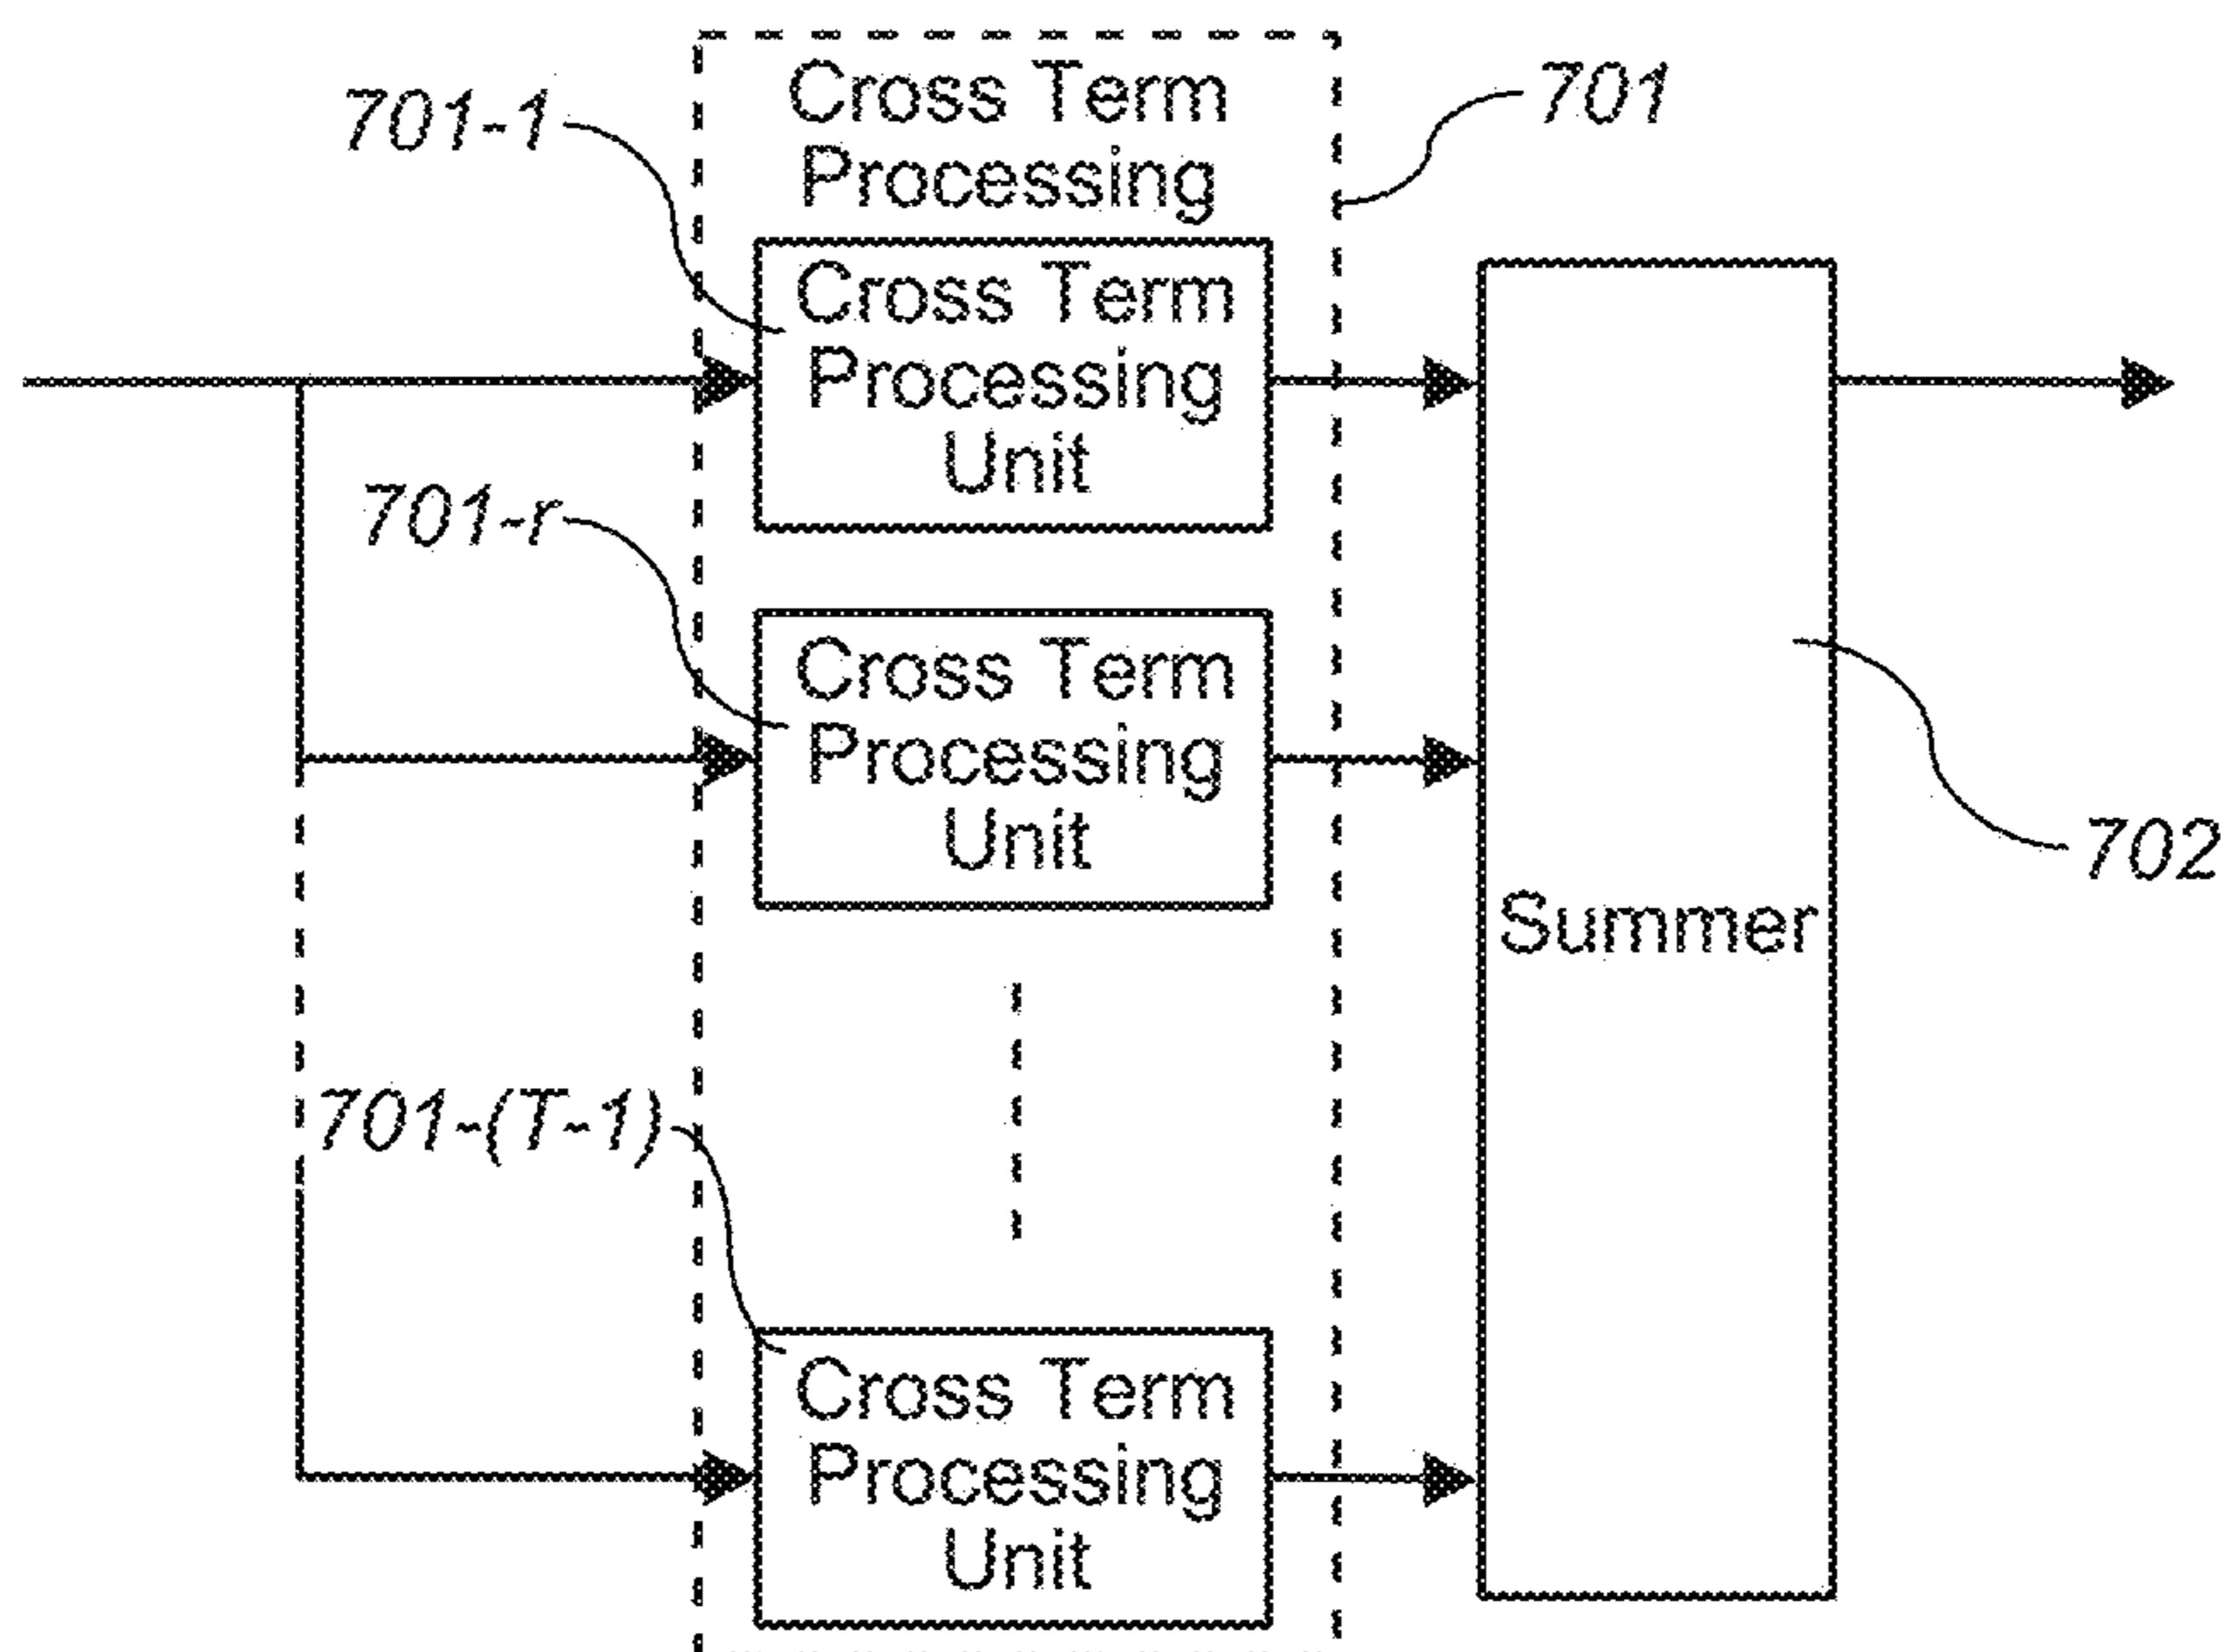 Cross Term
Processing
701
701-1
Cross Term
Processing
Unit
701-r
Cross Term
Processing
Unit
702
Summer
701-(T-1)
Cross Term
Processing
Unit